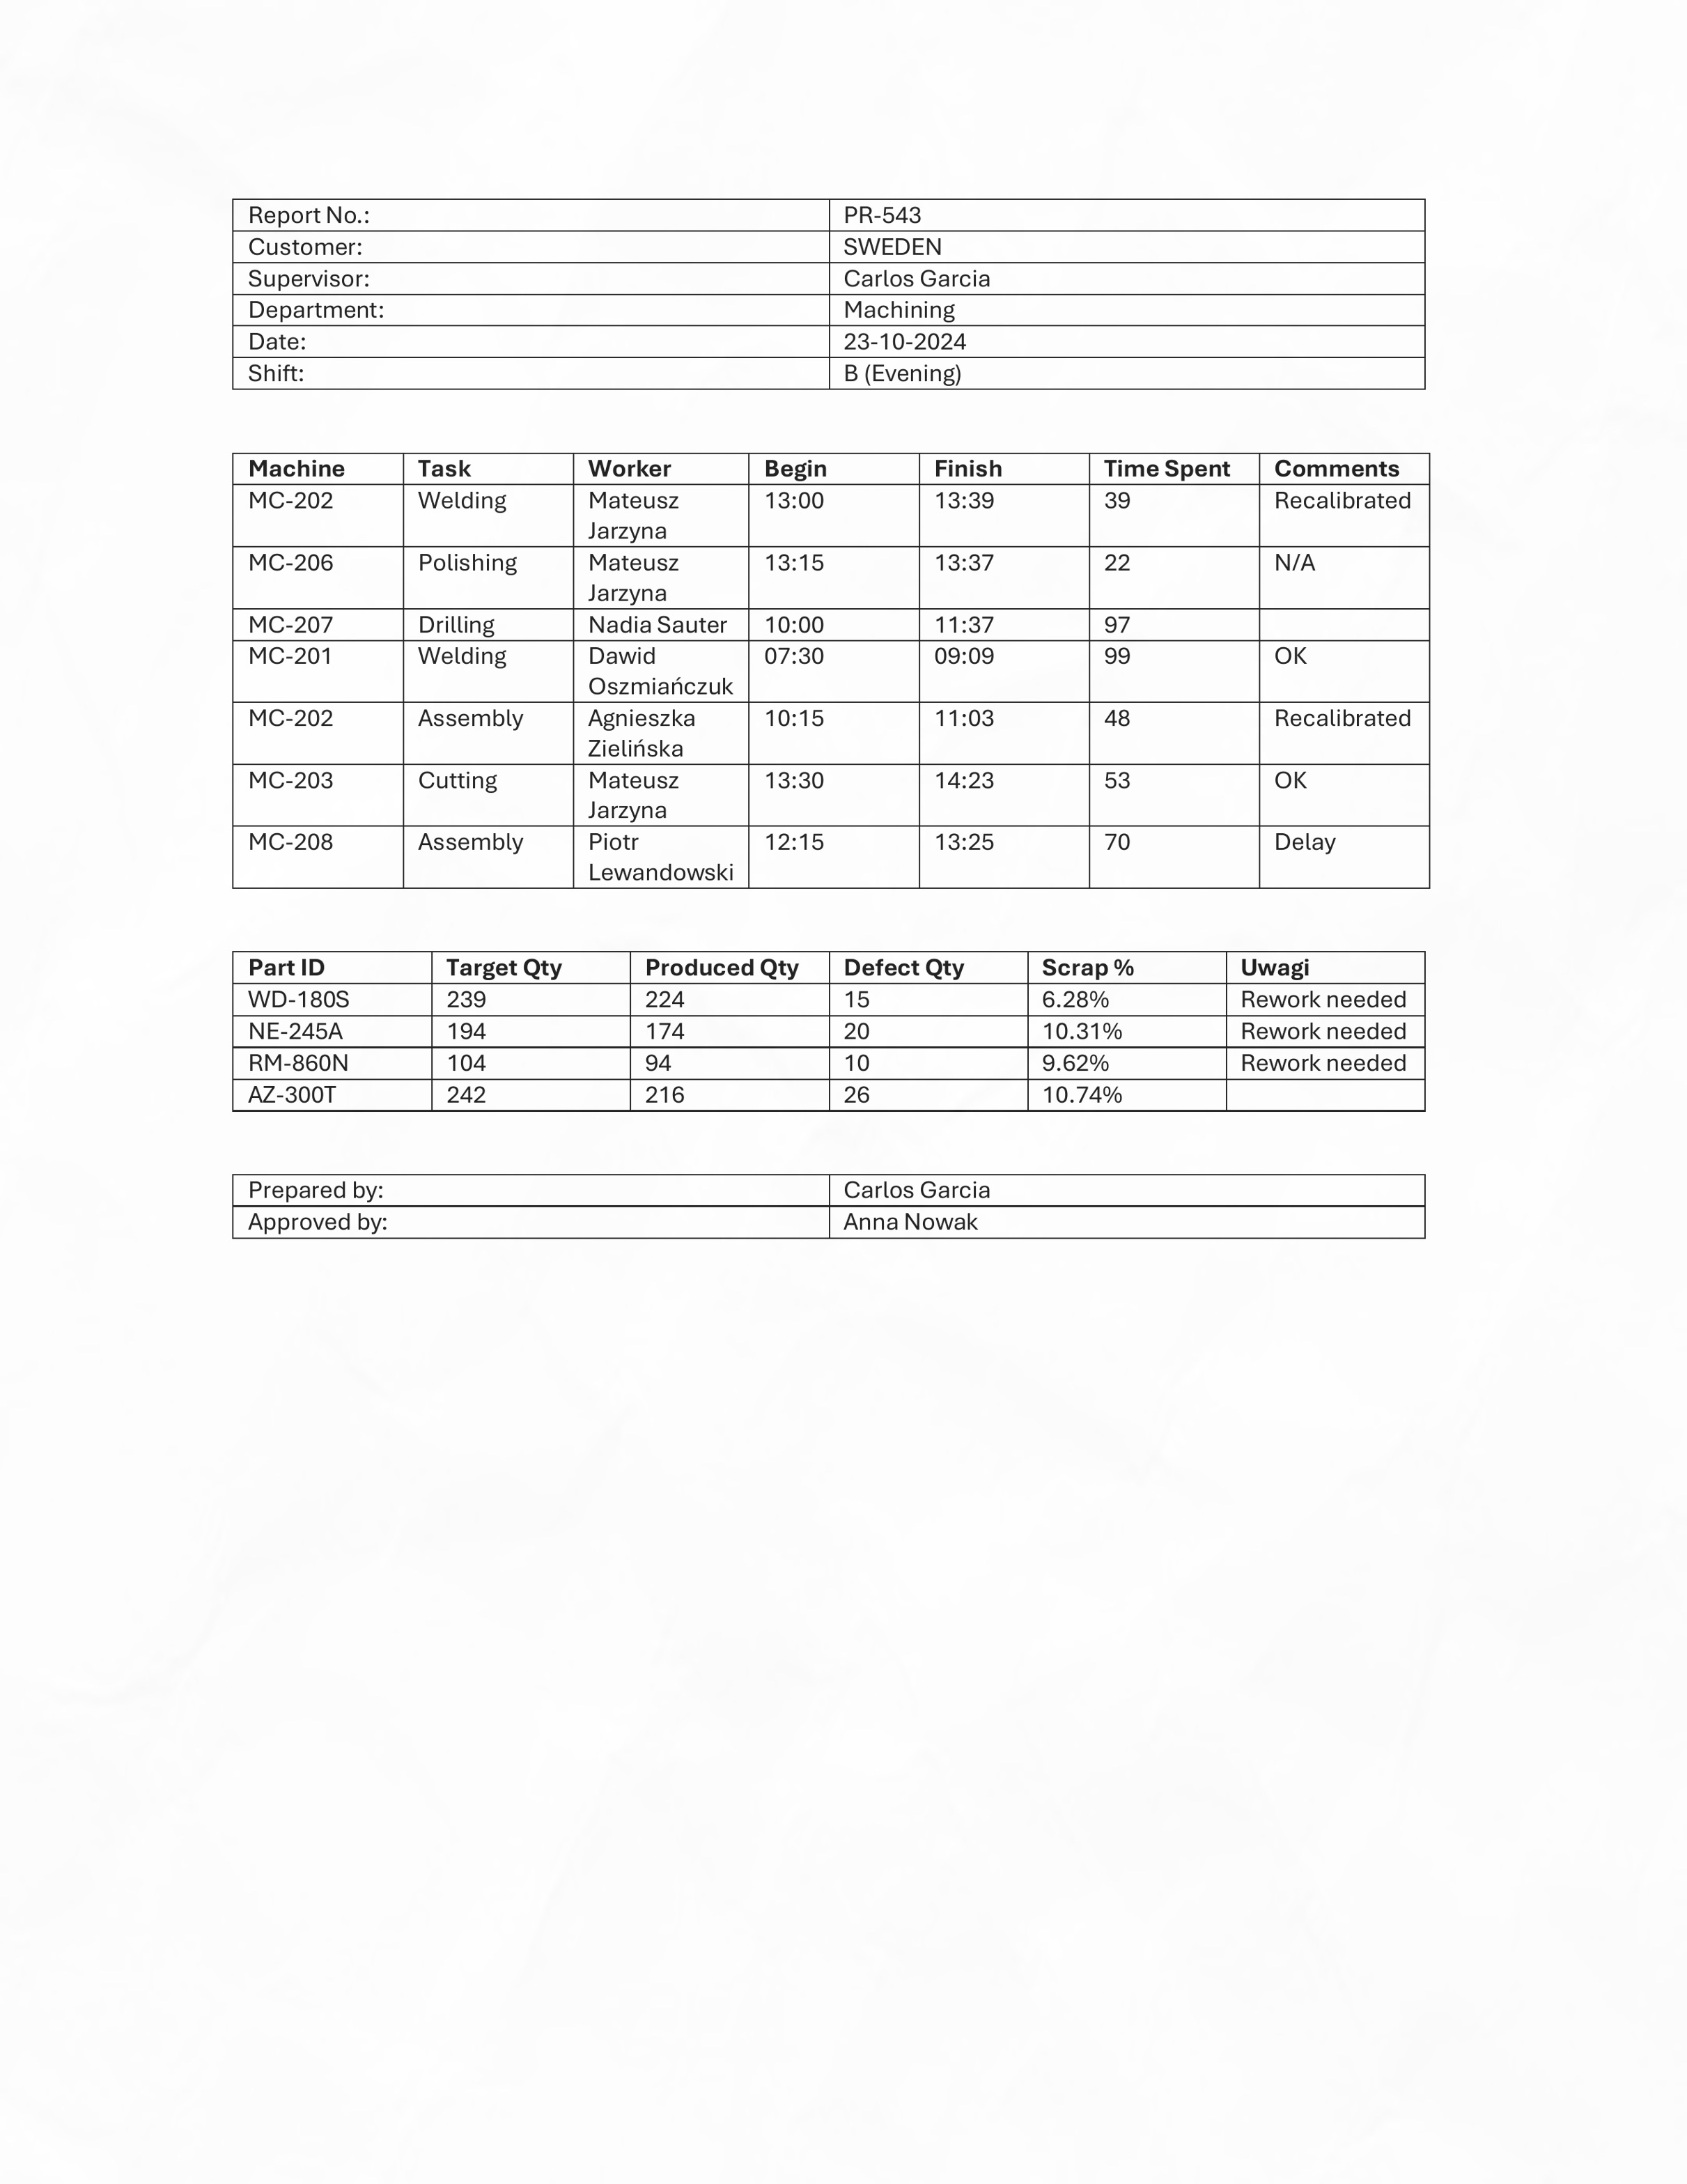 Report No.: PR-543
Customer: SWEDEN
Supervisor: Carlos Garcia
Department: Machining
Date: 23-10-2024
Shift: B (Evening)
Machine Task Worker Begin Finish Time Spent Comments
MC-202 Welding Mateusz 13:00 13:39 39 Recalibrated
Jarzyna
MC-206 Polishing Mateusz 13:15 13:37 22 N/A
Jarzyna
MC-207 Drilling Nadia Sauter 10:00 11:37 97
MC-201 Welding Dawid 07:30 09:09 99 OK
Oszmiańczuk
MC-202 Assembly Agnieszka 10:15 11:03 48 Recalibrated
Zielińska
MC-203 Cutting Mateusz 13:30 14:23 53 OK
Jarzyna
MC-208 Assembly Piotr 12:15 13:25 70 Delay
Lewandowski
Part ID Target Qty Produced Qty Defect Qty Scrap % Uwagi
WD-180S 239 224 15 6.28% Rework needed
NE-245A 194 174 20 10.31% Rework needed
RM-860N 104 94 10 9.62% Rework needed
AZ-300T 242 216 26 10.74%
Prepared by: Carlos Garcia
Approved by: Anna Nowak